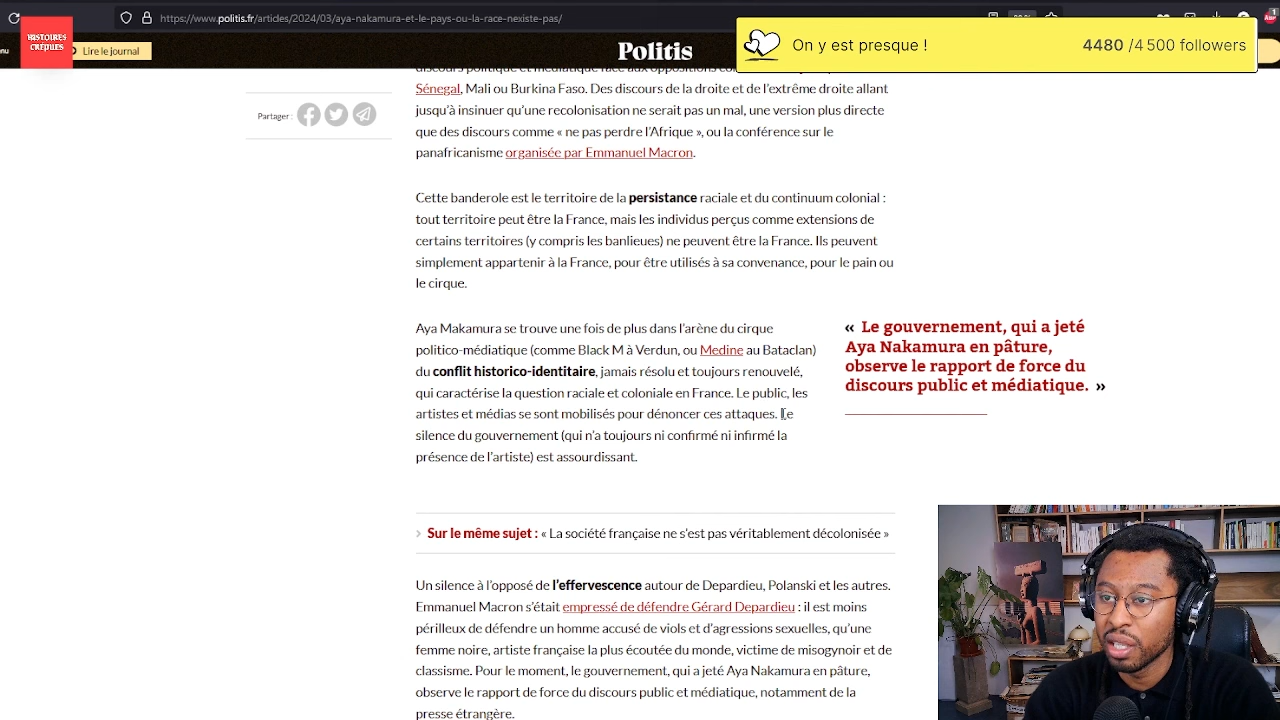 https://www.politis.fr/articles/2024/03/aya-nakamura-et-le-pays-ou-la-race-nexiste-pas/
HISTOIRES
CRÉPUES
Lire le journal
Politis
On y est presque !
4480 /4 500 followers
Partager :
Sénegal, Mali ou Burkina Faso. Des discours de la droite et de l'extrême droite allant
jusqu'à insinuer qu'une recolonisation ne serait pas un mal, une version plus directe
que des discours comme « ne pas perdre l'Afrique », ou la conférence sur le
panafricanisme organisée par Emmanuel Macron.
Cette banderole est le territoire de la persistance raciale et du continuum colonial :
tout territoire peut être la France, mais les individus perçus comme extensions de
certains territoires (y compris les banlieues) ne peuvent être la France. Ils peuvent
simplement appartenir à la France, pour être utilisés à sa convenance, pour le pain ou
le cirque.
Aya Makamura se trouve une fois de plus dans l'arène du cirque
politico-médiatique (comme Black M à Verdun, ou Medine au Bataclan)
du conflit historico-identitaire, jamais résolu et toujours renouvelé,
qui caractérise la question raciale et coloniale en France. Le public, les
artistes et médias se sont mobilisés pour dénoncer ces attaques. Le
silence du gouvernement (qui n'a toujours ni confirmé ni infirmé la
présence de l'artiste) est assourdissant.
« Le gouvernement, qui a jeté
Aya Nakamura en pâture,
observe le rapport de force du
discours public et médiatique. »
Sur le même sujet : « La société française ne s'est pas véritablement décolonisée »
Un silence à l'opposé de l'effervescence autour de Depardieu, Polanski et les autres.
Emmanuel Macron s'était empressé de défendre Gérard Depardieu : il est moins
périlleux de défendre un homme accusé de viols et d'agressions sexuelles, qu'une
femme noire, artiste française la plus écoutée du monde, victime de misogynoir et de
classisme. Pour le moment, le gouvernement, qui a jeté Aya Nakamura en pâture,
observe le rapport de force du discours public et médiatique, notamment de la
presse étrangère.